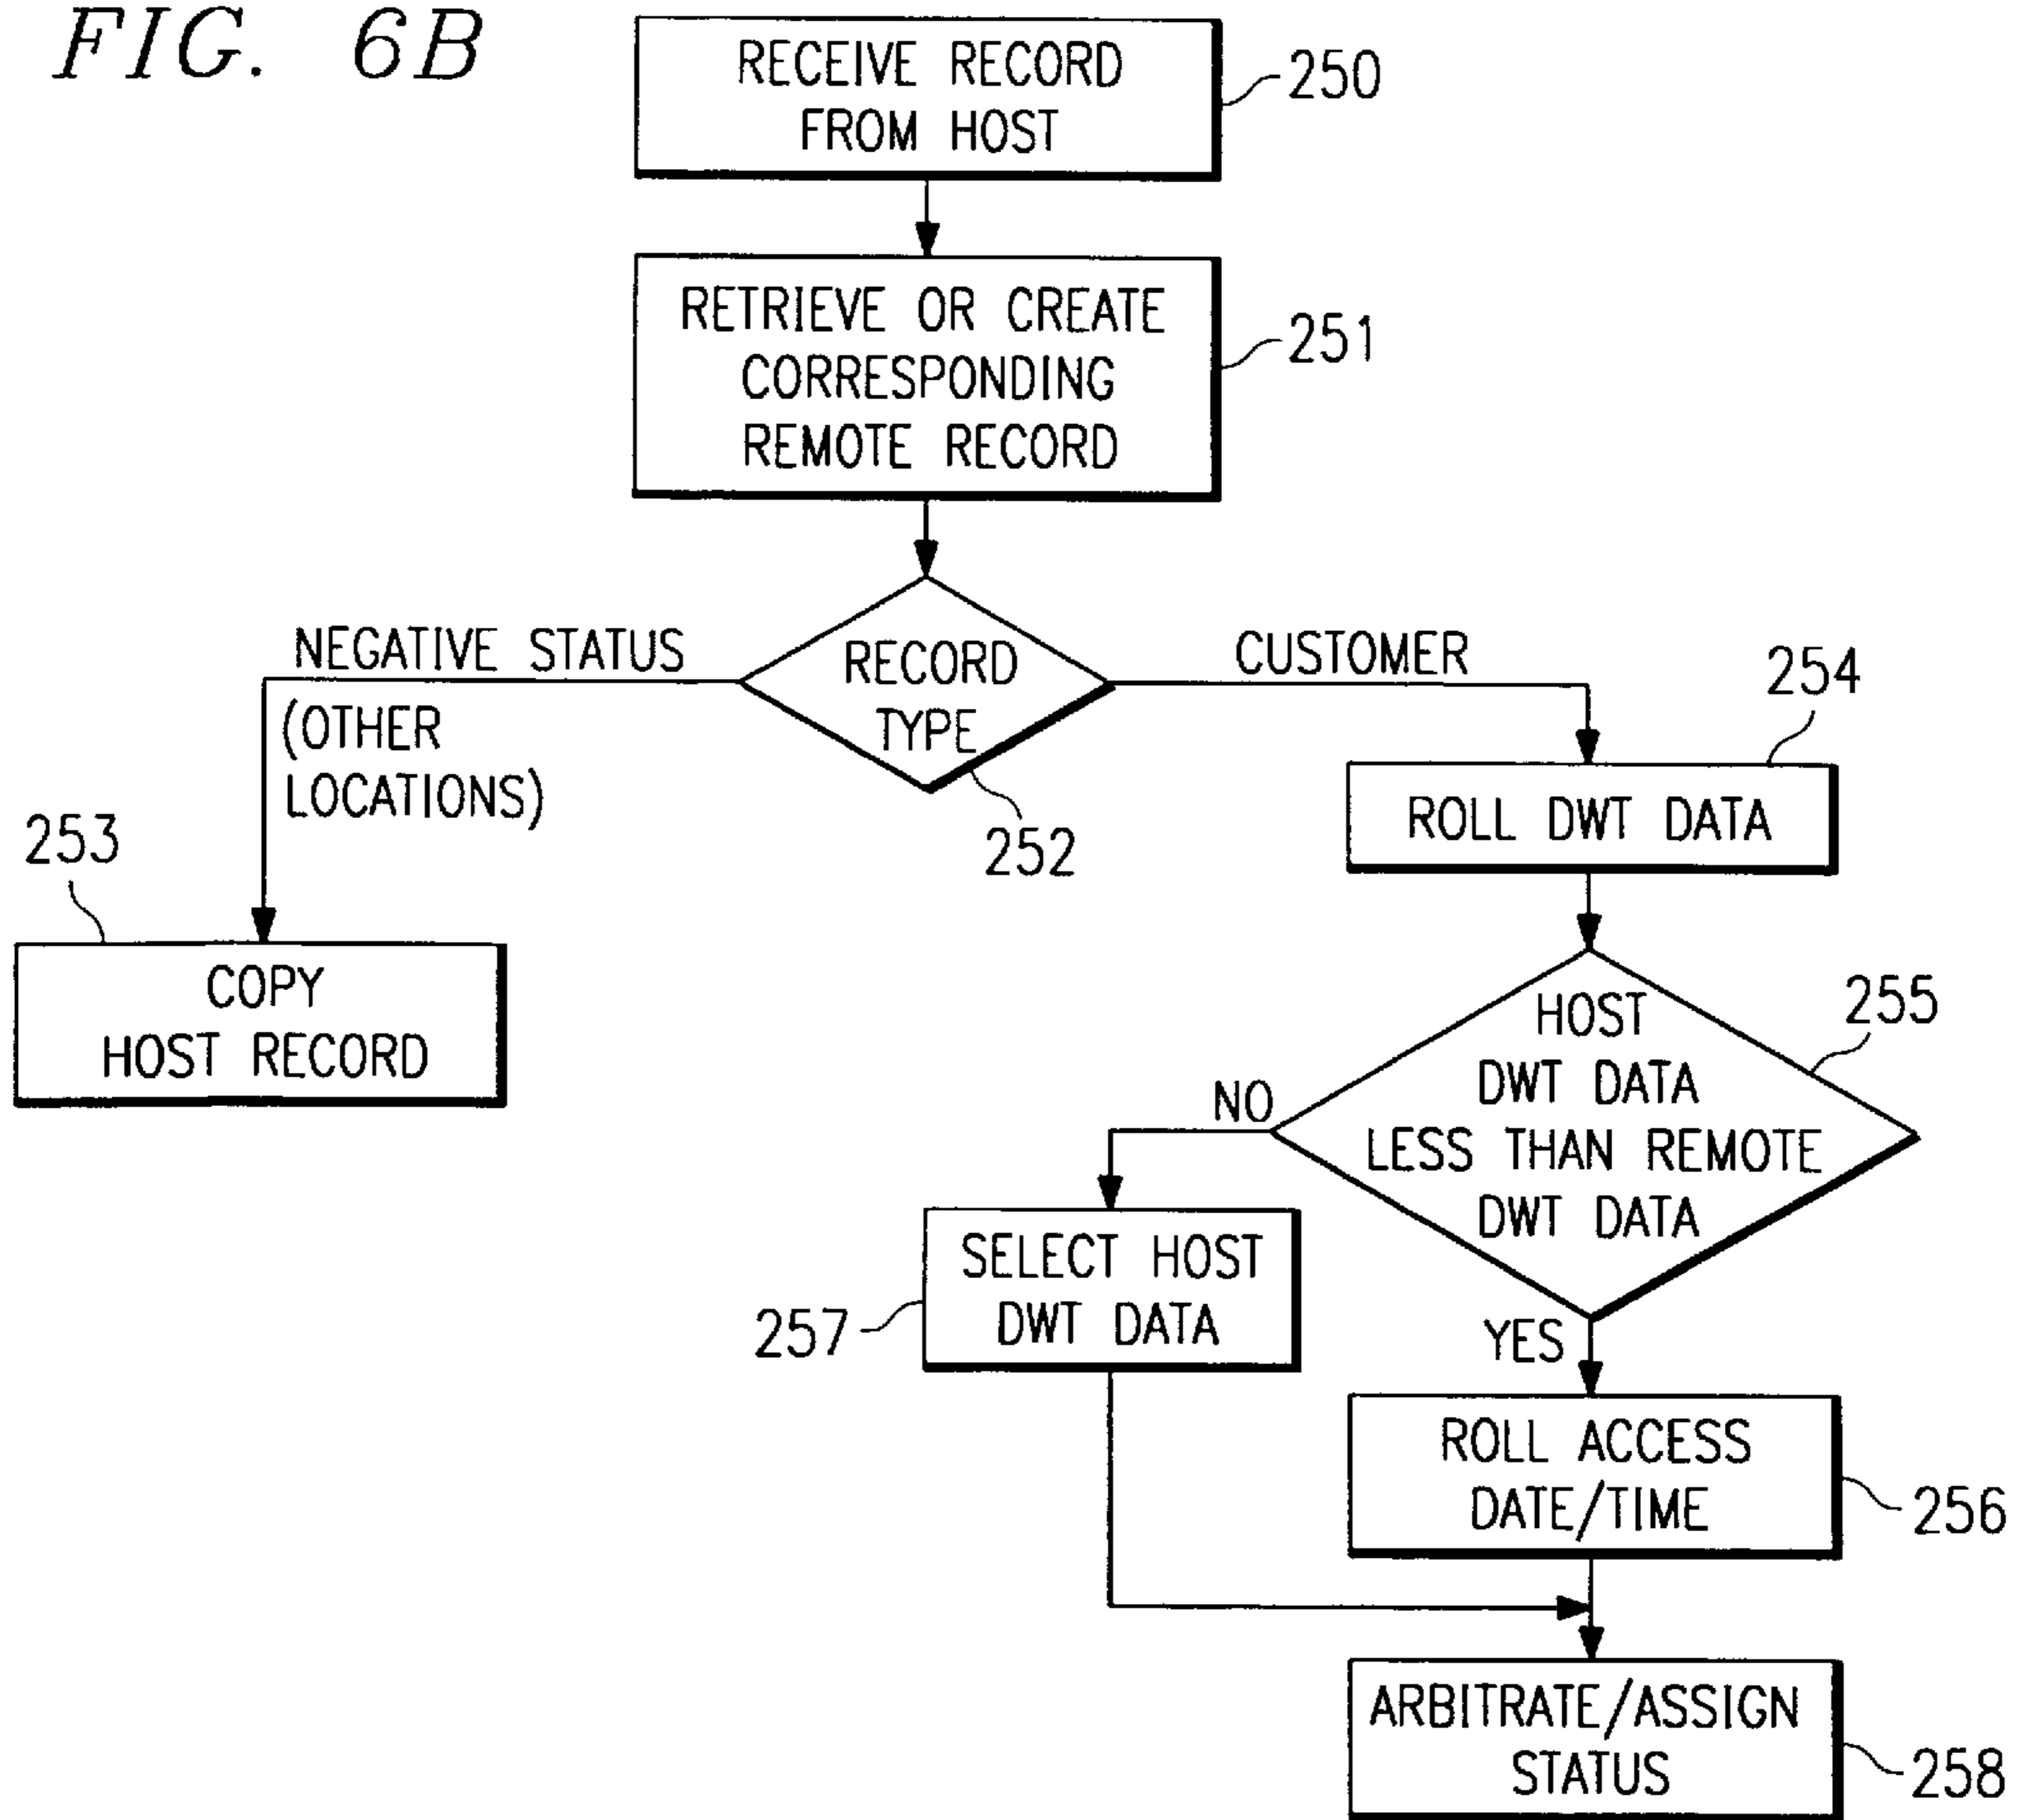 FIG. 6B
RECEIVE RECORD
FROM HOST
250
RETRIEVE OR CREATE
CORRESPONDING
REMOTE RECORD
251
RECORD
TYPE
252
NEGATIVE STATUS
(OTHER
LOCATIONS)
CUSTOMER
253
COPY
HOST RECORD
254
ROLL DWT DATA
HOST
DWT DATA
LESS THAN REMOTE
DWT DATA
255
NO
YES
SELECT HOST
DWT DATA
257
ROLL ACCESS
DATE/TIME
256
ARBITRATE/ASSIGN
STATUS
258